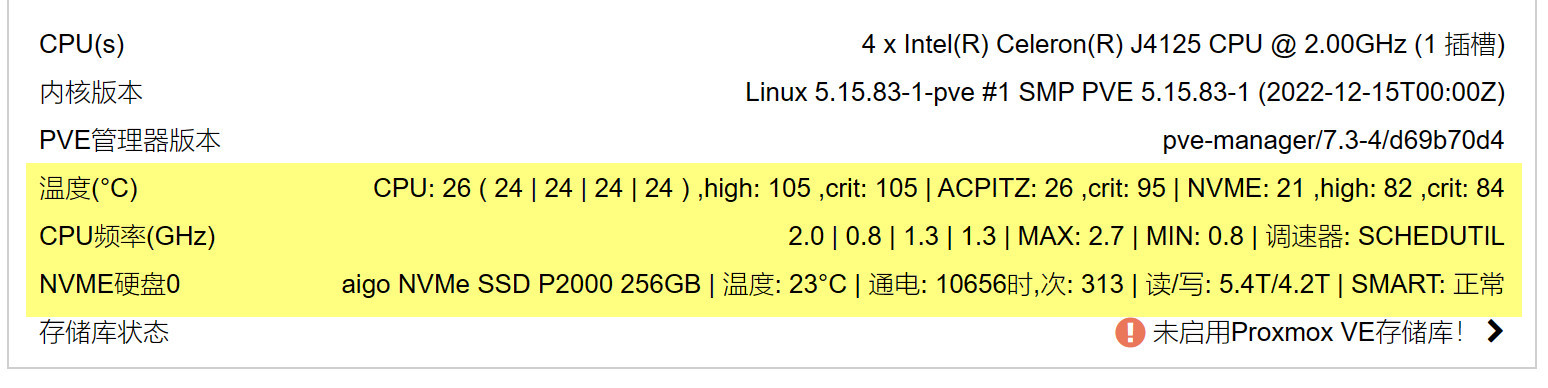 CPU(s) 4 x Intel(R) Celeron(R) J4125 CPU @ 2.00GHz (1 插槽)
内核版本 Linux 5.15.83-1-pve #1 SMP PVE 5.15.83-1 (2022-12-15T00:00Z)
PVE管理器版本 pve-manager/7.3-4/d69b70d4
温度(°C) CPU: 26 ( 24 | 24 | 24 | 24 ) ,high: 105 ,crit: 105 | ACPITZ: 26 ,crit: 95 | NVME: 21 ,high: 82 ,crit: 84
CPU频率(GHz) 2.0 | 0.8 | 1.3 | 1.3 | MAX: 2.7 | MIN: 0.8 | 调速器: SCHEDUTIL
NVME硬盘0 aigo NVMe SSD P2000 256GB | 温度: 23°C | 通电: 10656时,次: 313 | 读/写: 5.4T/4.2T | SMART: 正常
存储库状态 未启用Proxmox VE存储库！